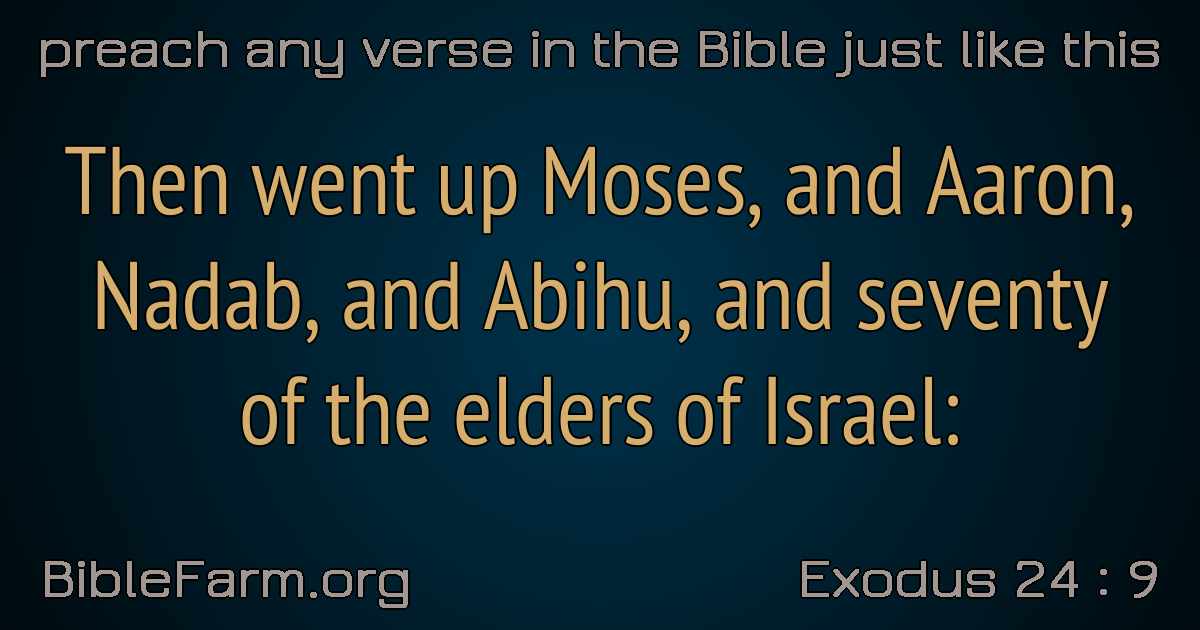 preach any verse in the Bible just like this
Then went up Moses, and Aaron,
Nadab, and Abihu, and seventy
of the elders of Israel:
BibleFarm.org
Exodus 24 : 9